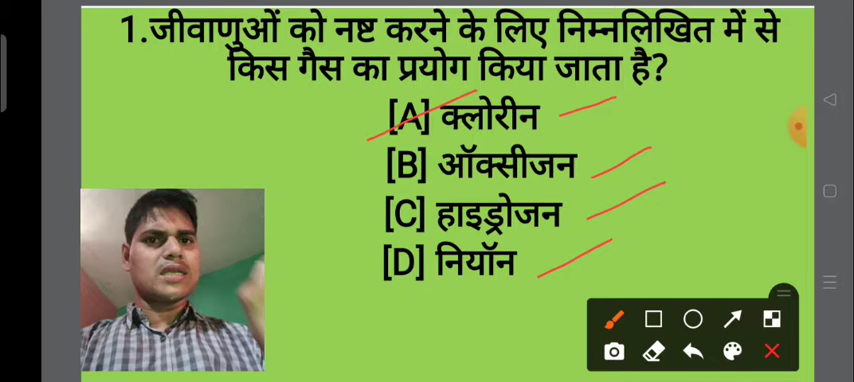 1.जीवाणुओं को नष्ट करने के लिए निम्नलिखित में से
किस गैस का प्रयोग किया जाता है?
[A] क्लोरीन
[B] ऑक्सीजन
[C] हाइड्रोजन
[D] नियॉन